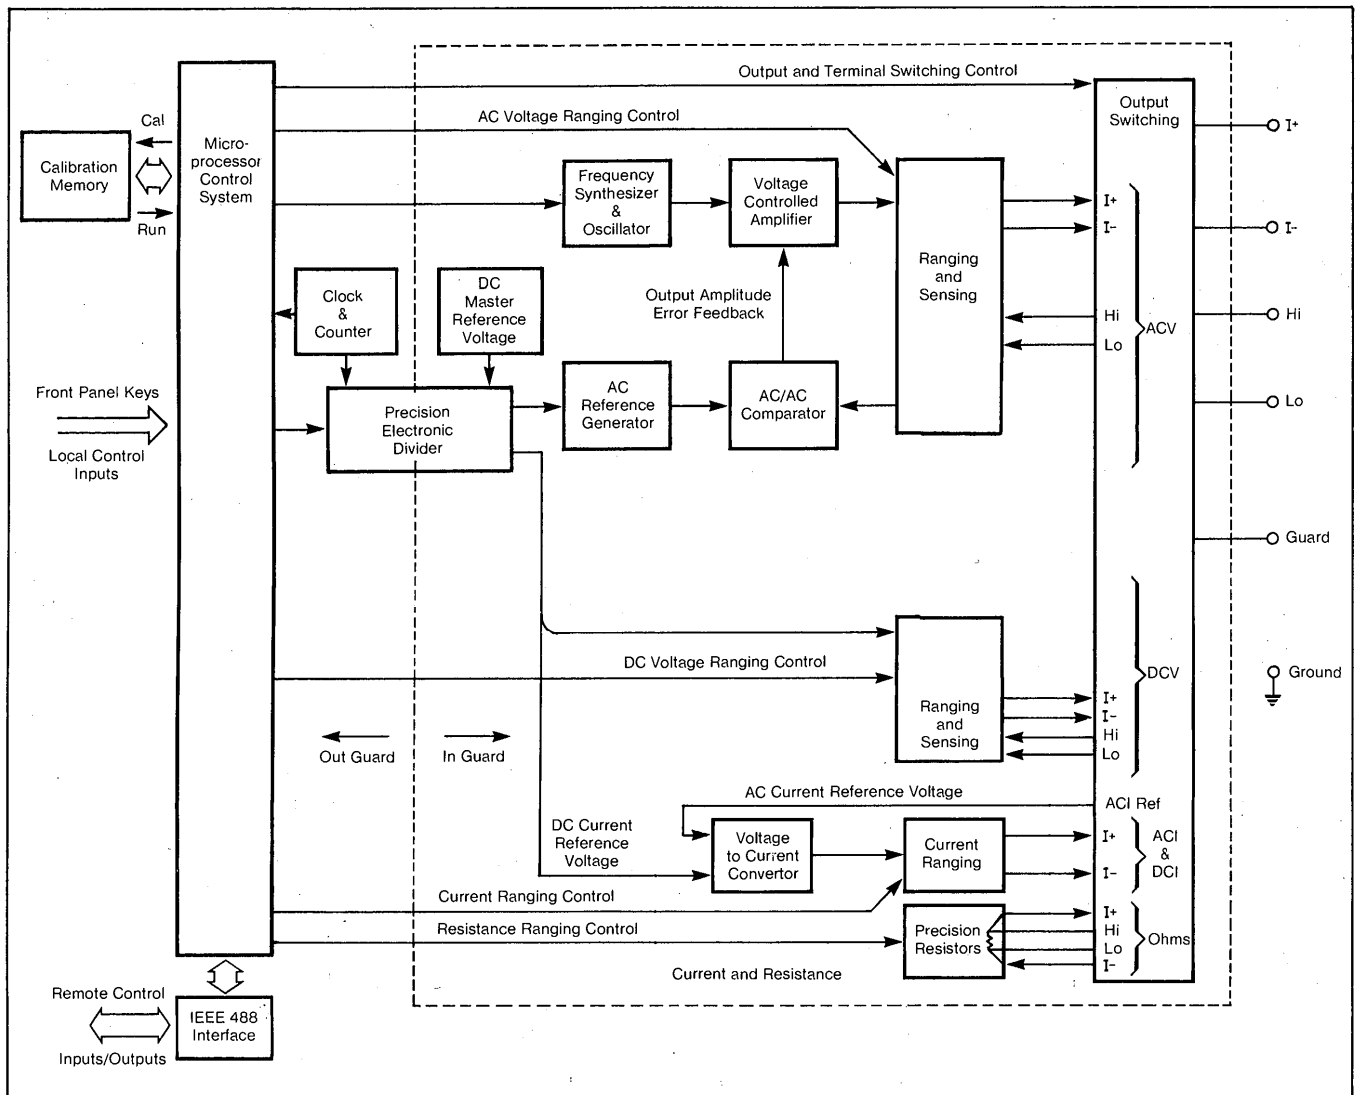 Output and Terminal Switching Control
AC Voltage Ranging Control
Output
Switching
I+
Cal
Calibration
Memory
Run
Micro-
processor
Control
System
Frequency
Synthesizer
&
Oscillator
Voltage
Controlled
Amplifier
Ranging
and
Sensing
I+
I-
Hi
Lo
ACV
I-
Hi
Lo
Clock
&
Counter
DC
Master
Reference
Voltage
Output Amplitude
Error Feedback
Front Panel Keys
Local Control
Inputs
Precision
Electronic
Divider
AC
Reference
Generator
AC/AC
Comparator
Guard
DC Voltage Ranging Control
Ranging
and
Sensing
I+
I-
Hi
Lo
DCV
Ground
Out Guard
In Guard
AC Current Reference Voltage
ACI Ref
DC Current
Reference
Voltage
Voltage
to Current
Convertor
Current
Ranging
I+
I-
ACI
&
DCI
Current Ranging Control
Resistance Ranging Control
Precision
Resistors
I+
Hi
Lo
I-
Ohms
Current and Resistance
Remote Control
Inputs/Outputs
IEEE 488
Interface